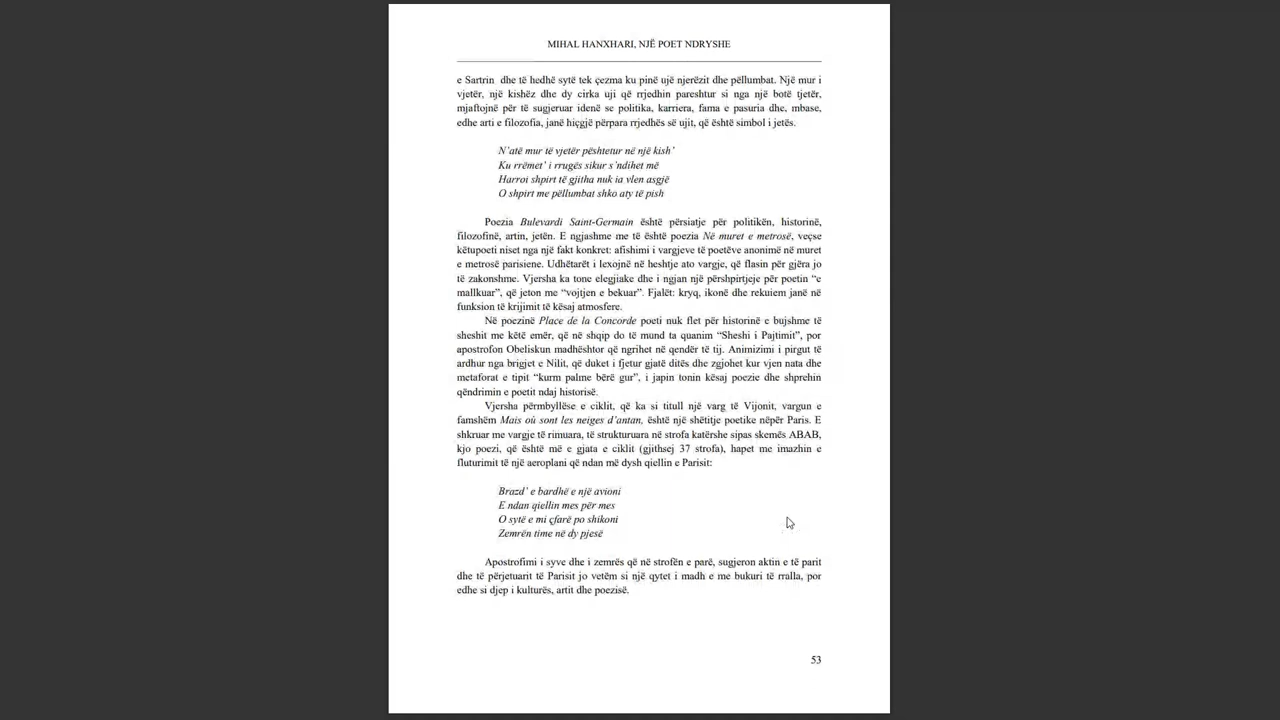 MIHAL HANXHARI, NJË POET NDRYSHE
e Sartrin dhe të hedhë sytë tek çezma ku pinë ujë njerëzit dhe pëllumbat. Një mur i
vjetër, një kishëz dhe dy cirka uji që rrjedhin pareshtur si nga një botë tjetër,
mjaftojnë për të sugjeruar idenë se politika, karriera, fama e pasuria dhe, mbase,
edhe arti e filozofia, janë hiçgjë përpara rrjedhës së ujit, që është simbol i jetës.
N'atë mur të vjetër pështetur në një kish'
Ku rrëmet' i rrugës sikur s'ndihet më
Harroi shpirt të gjitha nuk ia vlen asgjë
O shpirt me pëllumbat shko aty të pish
Poezia Bulevardi Saint-Germain është përsiatje për politikën, historinë,
filozofinë, artin, jetën. E ngjashme me të është poezia Në muret e metrosë, veçse
këtupoeti niset nga një fakt konkret: afishimi i vargjeve të poetëve anonimë në muret
e metrosë parisiene. Udhëtarët i lexojnë në heshtje ato vargje, që flasin për gjëra jo
të zakonshme. Vjersha ka tone elegjiake dhe i ngjan një përshpirtjeje për poetin “e
mallkuar”, që jeton me “vojtjen e bekuar”. Fjalët: kryq, ikonë dhe rekuiem janë në
funksion të krijimit të kësaj atmosfere.
Në poezinë Place de la Concorde poeti nuk flet për historinë e bujshme të
sheshit me këtë emër, që në shqip do të mund ta quanim “Sheshi i Pajtimit”, por
apostrofon Obeliskun madhështor që ngrihet në qendër të tij. Animizimi i pirgut të
ardhur nga brigjet e Nilit, që duket i fjetur gjatë ditës dhe zgjohet kur vjen nata dhe
metaforat e tipit “kurm palme bërë gur”, i japin tonin kësaj poezie dhe shprehin
qëndrimin e poetit ndaj historisë.
Vjersha përmbyllëse e ciklit, që ka si titull një varg të Vijonit, vargun e
famshëm Mais où sont les neiges d'antan, është një shëtitje poetike nëpër Paris. E
shkruar me vargje të rimuara, të strukturuara në strofa katërshe sipas skemës ABAB,
kjo poezi, që është më e gjata e ciklit (gjithsej 37 strofa), hapet me imazhin e
fluturimit të një aeroplani që ndan më dysh qiellin e Parisit:
Brazd' e bardhë e një avioni
E ndan qiellin mes për mes
O sytë e mi çfarë po shikoni
Zemrën time në dy pjesë
Apostrofimi i syve dhe i zemrës që në strofën e parë, sugjeron aktin e të parit
dhe të përjetuarit të Parisit jo vetëm si një qytet i madh e me bukuri të rralla, por
edhe si djep i kulturës, artit dhe poezisë.
53